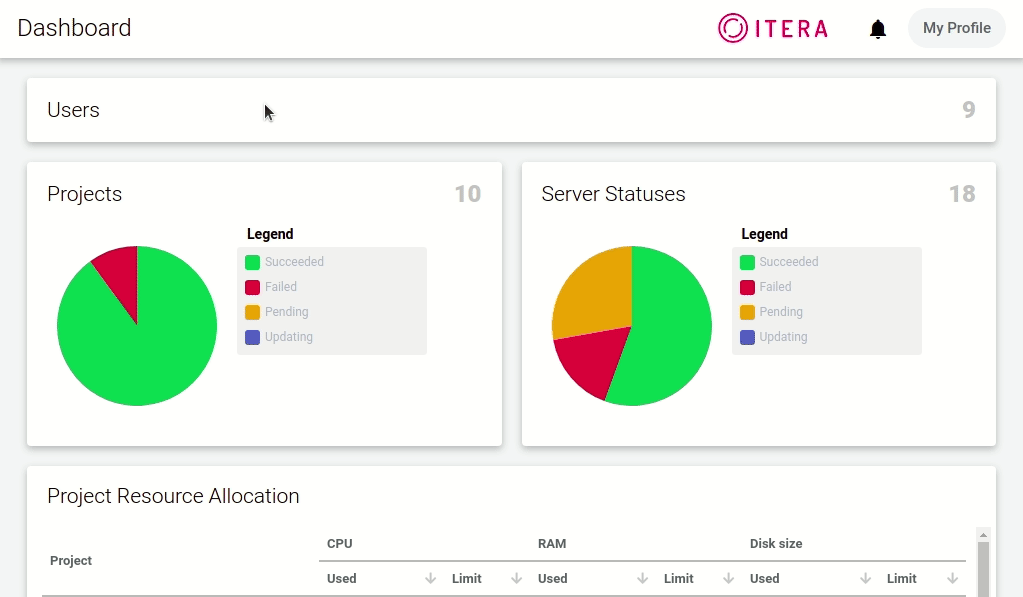 Dashboard
ITERA
My Profile
Users
9
Projects
10
Legend
Succeeded
Failed
Pending
Updating
Server Statuses
18
Legend
Succeeded
Failed
Pending
Updating
Project Resource Allocation
Project
CPU
RAM
Disk size
Used
Limit
Used
Limit
Used
Limit